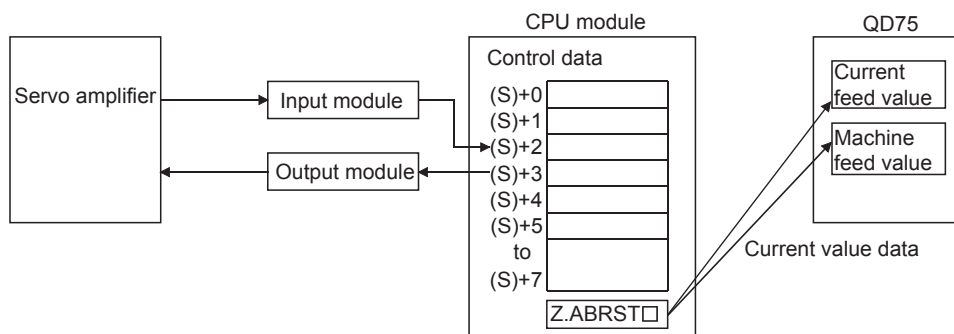 CPU module
QD75
Control data
Servo amplifier
Input module
Output module
(S)+0
(S)+1
(S)+2
(S)+3
(S)+4
(S)+5
to
(S)+7
Z.ABRST□
Current
feed value
Machine
feed value
Current value data